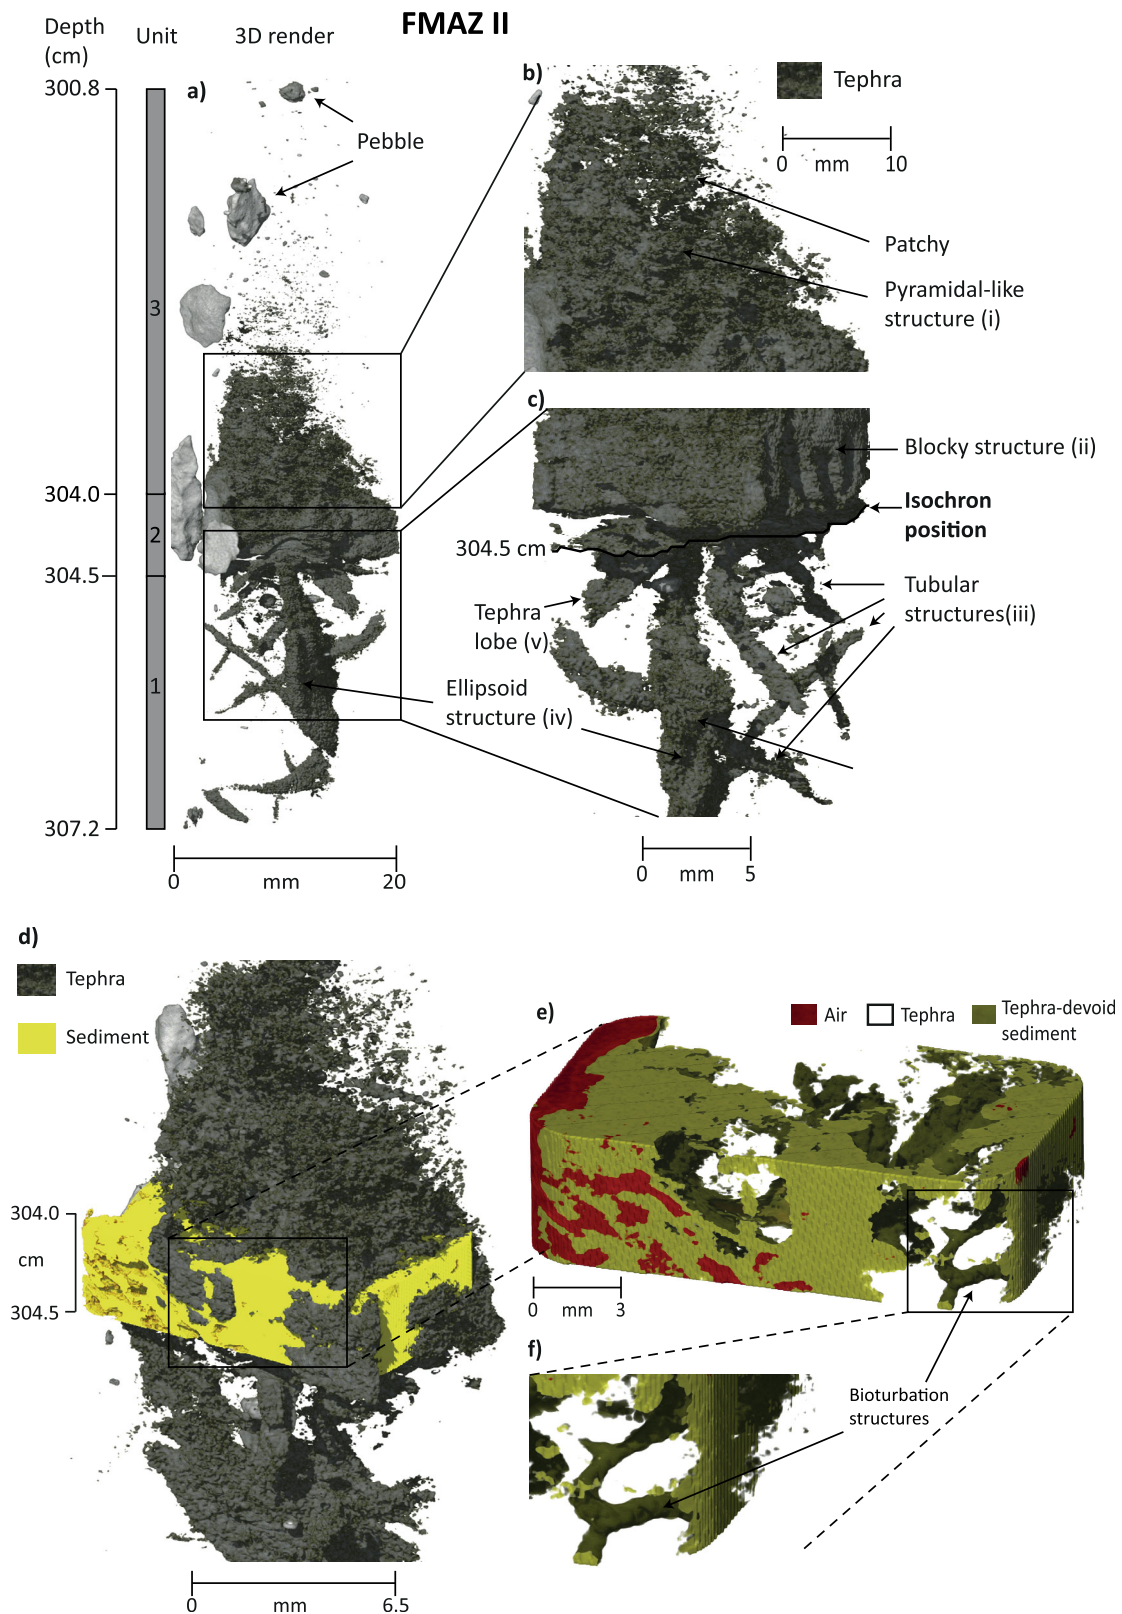 FMAZ II
Depth
(cm)
Unit
3D render
300.8
304.0
304.5
307.2
3
2
1
a)
Pebble
0 mm 20
b)
Tephra
0 mm 10
Patchy
Pyramidal-like
structure (i)
c)
Blocky structure (ii)
Isochron
position
304.5 cm
Tephra
lobe (v)
Tubular
structures(iii)
Ellipsoid
structure (iv)
0 mm 5
d)
Tephra
Sediment
304.0
cm
304.5
0 mm 6.5
e)
Air
Tephra
Tephra-devoid
sediment
0 mm 3
f)
Bioturbation
structures